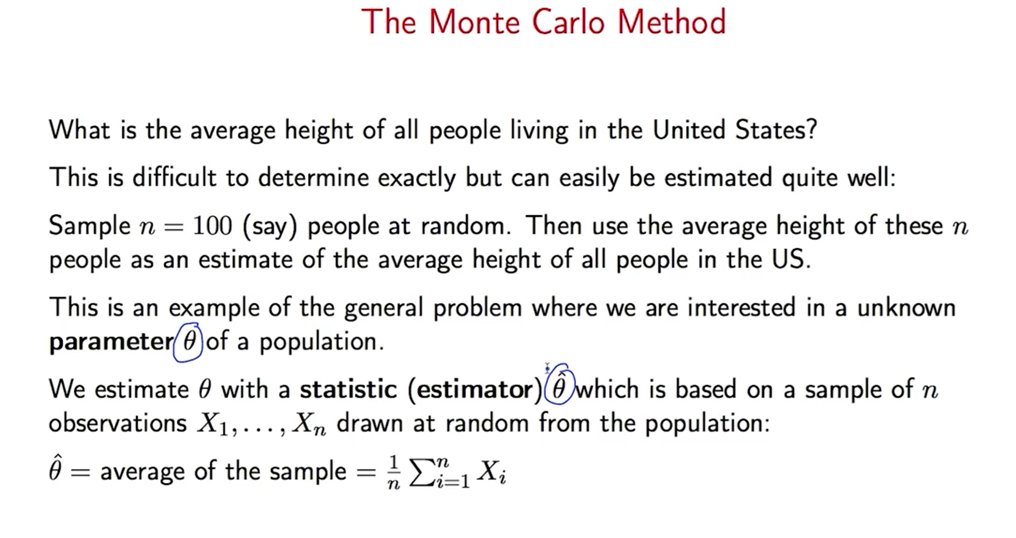 The Monte Carlo Method
What is the average height of all people living in the United States?
This is difficult to determine exactly but can easily be estimated quite well:
Sample n = 100 (say) people at random. Then use the average height of these n
people as an estimate of the average height of all people in the US.
This is an example of the general problem where we are interested in a unknown
parameter θ of a population.
We estimate θ with a statistic (estimator) θ̂ which is based on a sample of n
observations X₁, . . . , Xₙ drawn at random from the population:
θ̂ = average of the sample = 1/n ∑ⁿᵢ₌₁ Xᵢ